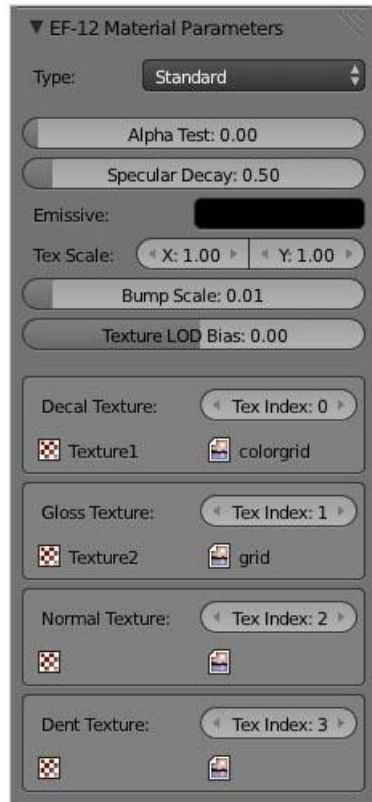 EF-12 Material Parameters
Type: Standard
Alpha Test: 0.00
Specular Decay: 0.50
Emissive:
Tex Scale: X: 1.00 Y: 1.00
Bump Scale: 0.01
Texture LOD Bias: 0.00
Decal Texture: Tex Index: 0
Texture1 colorgrid
Gloss Texture: Tex Index: 1
Texture2 grid
Normal Texture: Tex Index: 2
Dent Texture: Tex Index: 3